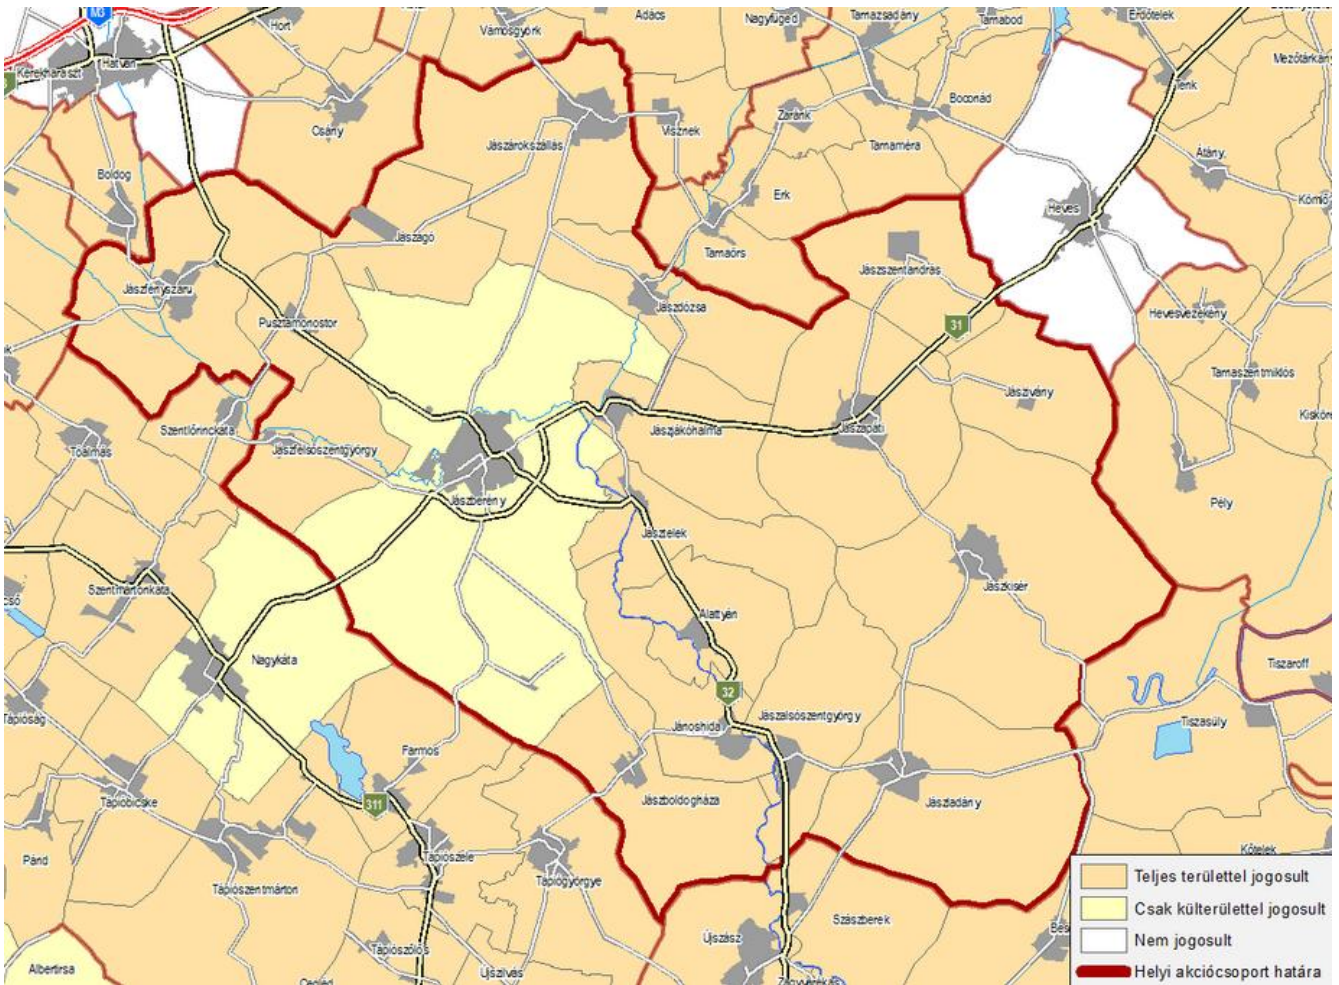 M3
Hort
Adács
Nagyfüged
Tarnazsadány
Tarnabod
Erdőtelek
Vámosgyörk
Hatvan
Kerekharaszt
Mezőtárkány
Tenk
Boconád
Csány
Visznek
Zaránk
Jászárokszállás
Tarnaméra
Átány
Boldog
Erk
Kömlő
Heves
Jászágó
Tarnaörs
Jászszentandrás
Jászfényszaru
Jászdózsa
Hevesvezekény
Pusztamonostor
31
Tarnaszentmiklós
Jászivány
Kisköre
Szentlőrinckáta
Jászjákóhalma
Jászapáti
Tóalmás
Jászfelsőszentgyörgy
Jászberény
Pély
Jásztelek
Szentmártonkáta
Jászkisér
Alattyán
Nagykáta
Tiszaroff
32
Tápióság
Jászalsószentgyörgy
Jánoshida
Tiszasüly
Farmos
Tápióbicske
311
Jászboldogháza
Jászladány
Pánd
Tápiószele
Kőtelek
Tápiószentmárton
Tápiógyörgye
Szászberek
Tápiószőlős
Újszász
Albertirsa
Újszilvás
Cegléd
Zagyvarékas
Teljes területtel jogosult
Csak külterülettel jogosult
Nem jogosult
Helyi akciócsoport határa